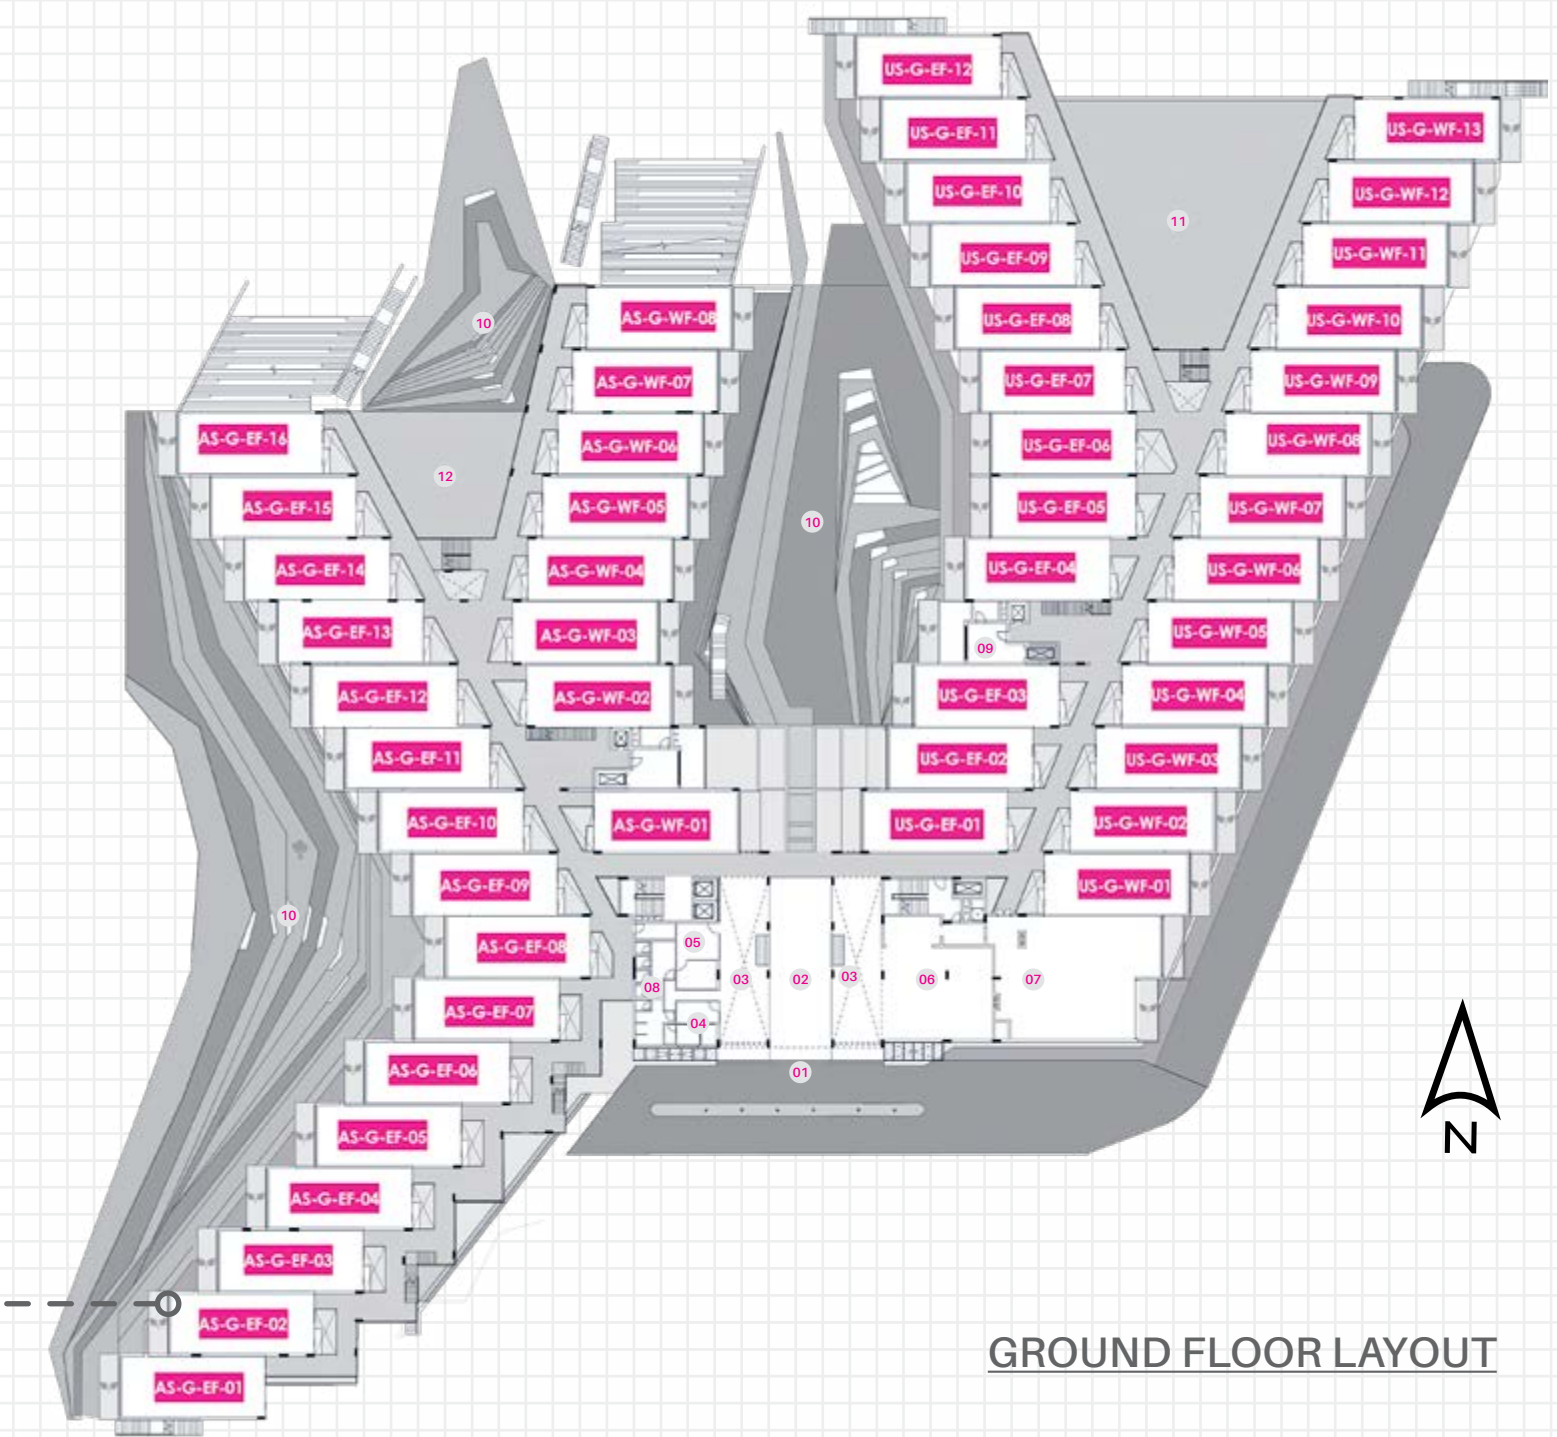 US-G-EF-12
US-G-EF-11
US-G-WF-13
US-G-EF-10
US-G-WF-12
11
US-G-EF-09
US-G-WF-11
10
AS-G-WF-08
US-G-EF-08
US-G-WF-10
AS-G-WF-07
US-G-EF-07
US-G-WF-09
AS-G-EF-16
AS-G-WF-06
US-G-EF-06
US-G-WF-08
12
AS-G-EF-15
AS-G-WF-05
10
US-G-EF-05
US-G-WF-07
AS-G-EF-14
AS-G-WF-04
US-G-EF-04
US-G-WF-06
AS-G-EF-13
AS-G-WF-03
09
US-G-WF-05
AS-G-EF-12
AS-G-WF-02
US-G-EF-03
US-G-WF-04
AS-G-EF-11
US-G-EF-02
US-G-WF-03
AS-G-EF-10
AS-G-WF-01
US-G-EF-01
US-G-WF-02
AS-G-EF-09
US-G-WF-01
10
AS-G-EF-08
05
08
03
02
03
06
07
AS-G-EF-07
04
AS-G-EF-06
01
AS-G-EF-05
N
AS-G-EF-04
AS-G-EF-03
AS-G-EF-02
GROUND FLOOR LAYOUT
AS-G-EF-01